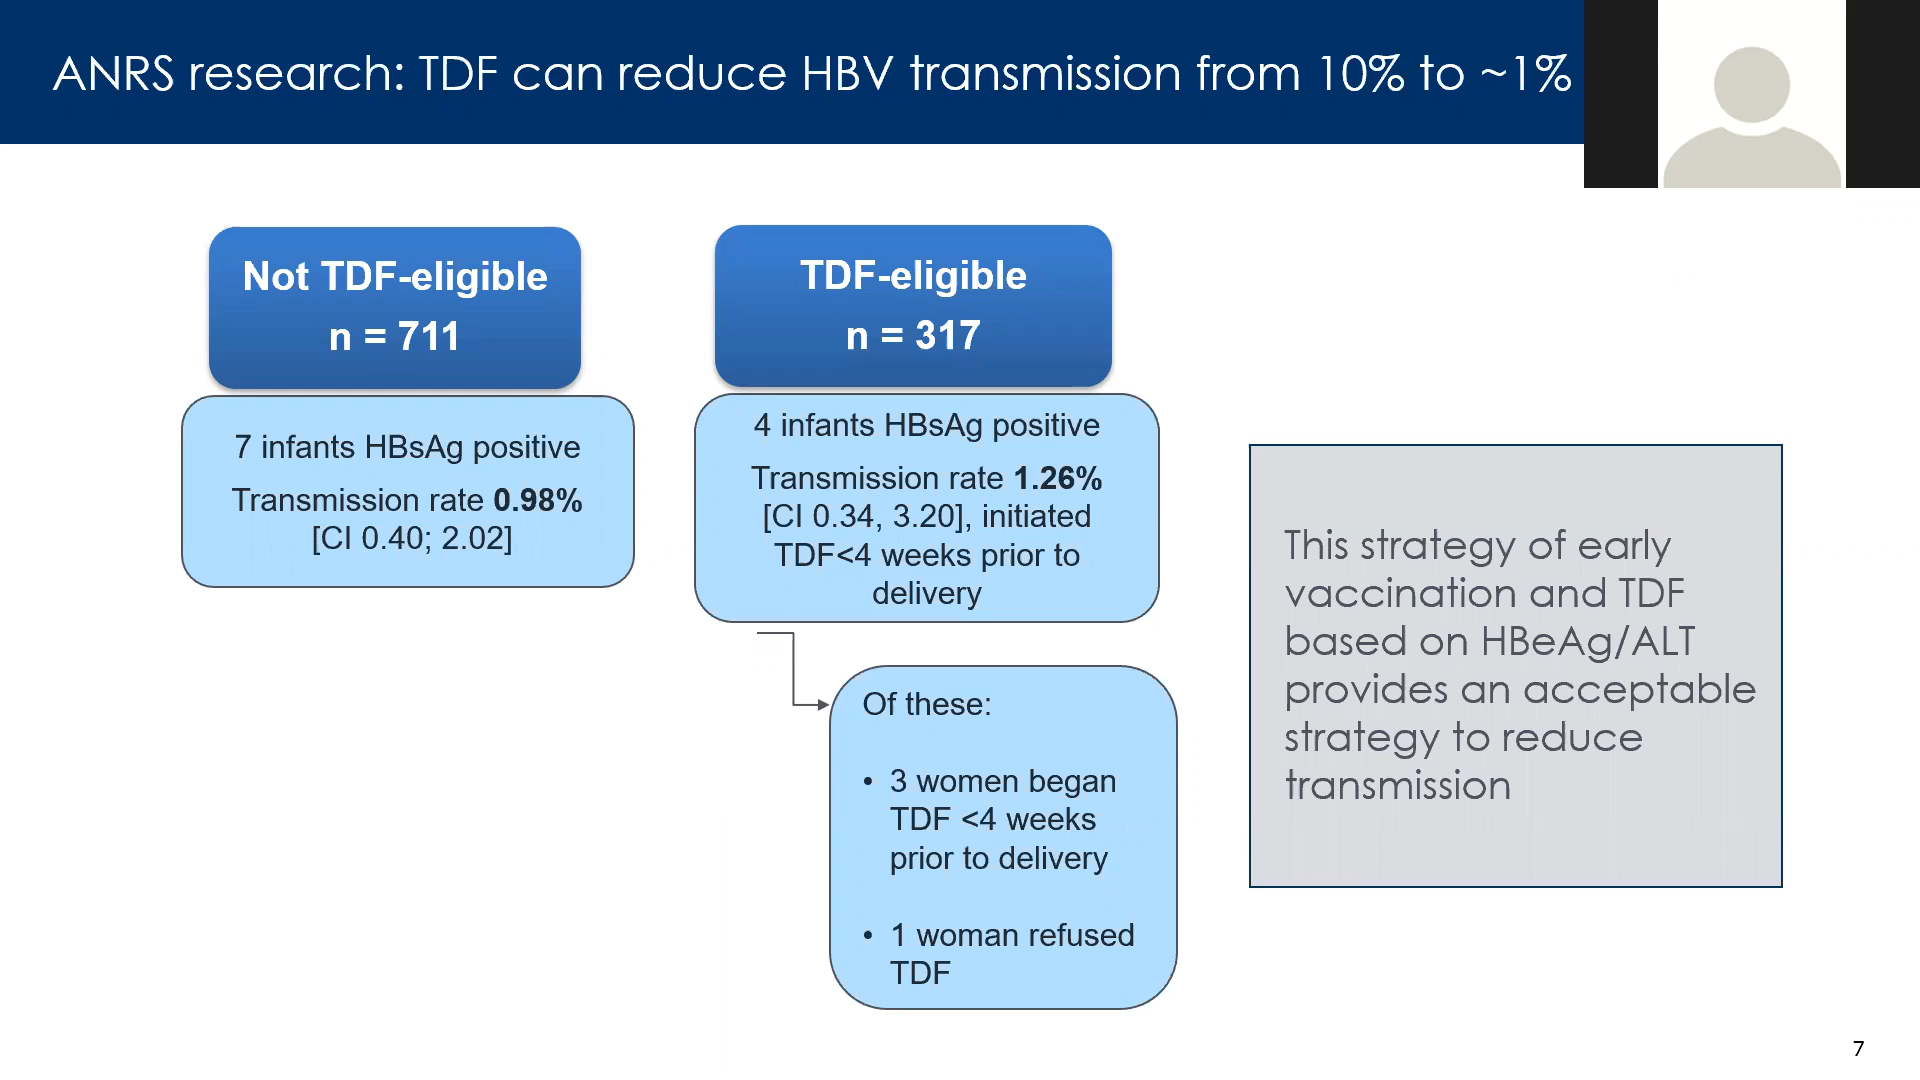 ANRS research: TDF can reduce HBV transmission from 10% to ~1%
Not TDF-eligible
n = 711
7 infants HBsAg positive
Transmission rate 0.98%
[CI 0.40; 2.02]
TDF-eligible
n = 317
4 infants HBsAg positive
Transmission rate 1.26%
[CI 0.34, 3.20], initiated
TDF<4 weeks prior to
delivery
Of these:
• 3 women began
TDF <4 weeks
prior to delivery
• 1 woman refused
TDF
This strategy of early
vaccination and TDF
based on HBeAg/ALT
provides an acceptable
strategy to reduce
transmission
7